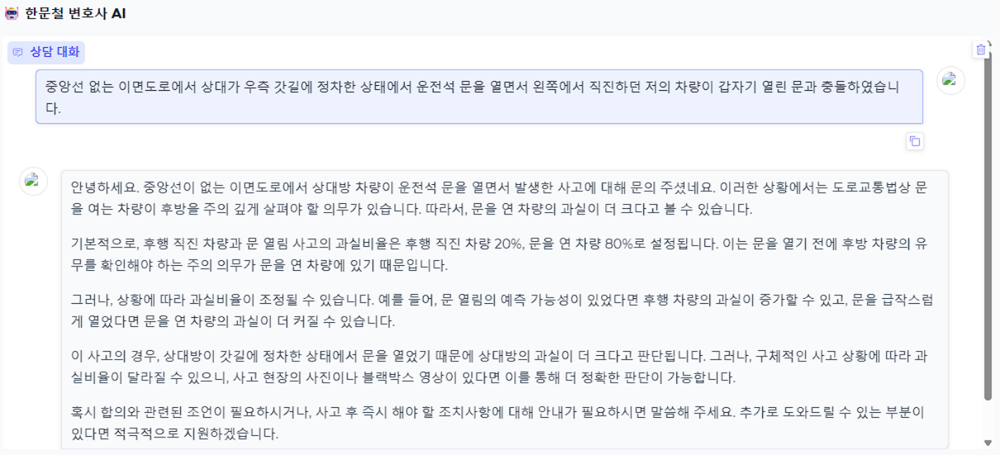 한문철 변호사 AI
상담 대화
중앙선 없는 이면도로에서 상대가 우측 갓길에 정차한 상태에서 운전석 문을 열면서 왼쪽에서 직진하던 저의 차량이 갑자기 열린 문과 충돌하였습니
다.
안녕하세요. 중앙선이 없는 이면도로에서 상대방 차량이 운전석 문을 열면서 발생한 사고에 대해 문의 주셨네요. 이러한 상황에서는 도로교통법상 문
을 여는 차량이 후방을 주의 깊게 살펴야 할 의무가 있습니다. 따라서, 문을 연 차량의 과실이 더 크다고 볼 수 있습니다.
기본적으로, 후행 직진 차량과 문 열림 사고의 과실비율은 후행 직진 차량 20%, 문을 연 차량 80%로 설정됩니다. 이는 문을 열기 전에 후방 차량의 유
무를 확인해야 하는 주의 의무가 문을 연 차량에 있기 때문입니다.
그러나, 상황에 따라 과실비율이 조정될 수 있습니다. 예를 들어, 문 열림의 예측 가능성이 있었다면 후행 차량의 과실이 증가할 수 있고, 문을 급작스럽
게 열었다면 문을 연 차량의 과실이 더 커질 수 있습니다.
이 사고의 경우, 상대방이 갓길에 정차한 상태에서 문을 열었기 때문에 상대방의 과실이 더 크다고 판단됩니다. 그러나, 구체적인 사고 상황에 따라 과
실비율이 달라질 수 있으니, 사고 현장의 사진이나 블랙박스 영상이 있다면 이를 통해 더 정확한 판단이 가능합니다.
혹시 합의와 관련된 조언이 필요하시거나, 사고 후 즉시 해야 할 조치사항에 대해 안내가 필요하시면 말씀해 주세요. 추가로 도와드릴 수 있는 부분이
있다면 적극적으로 지원하겠습니다.